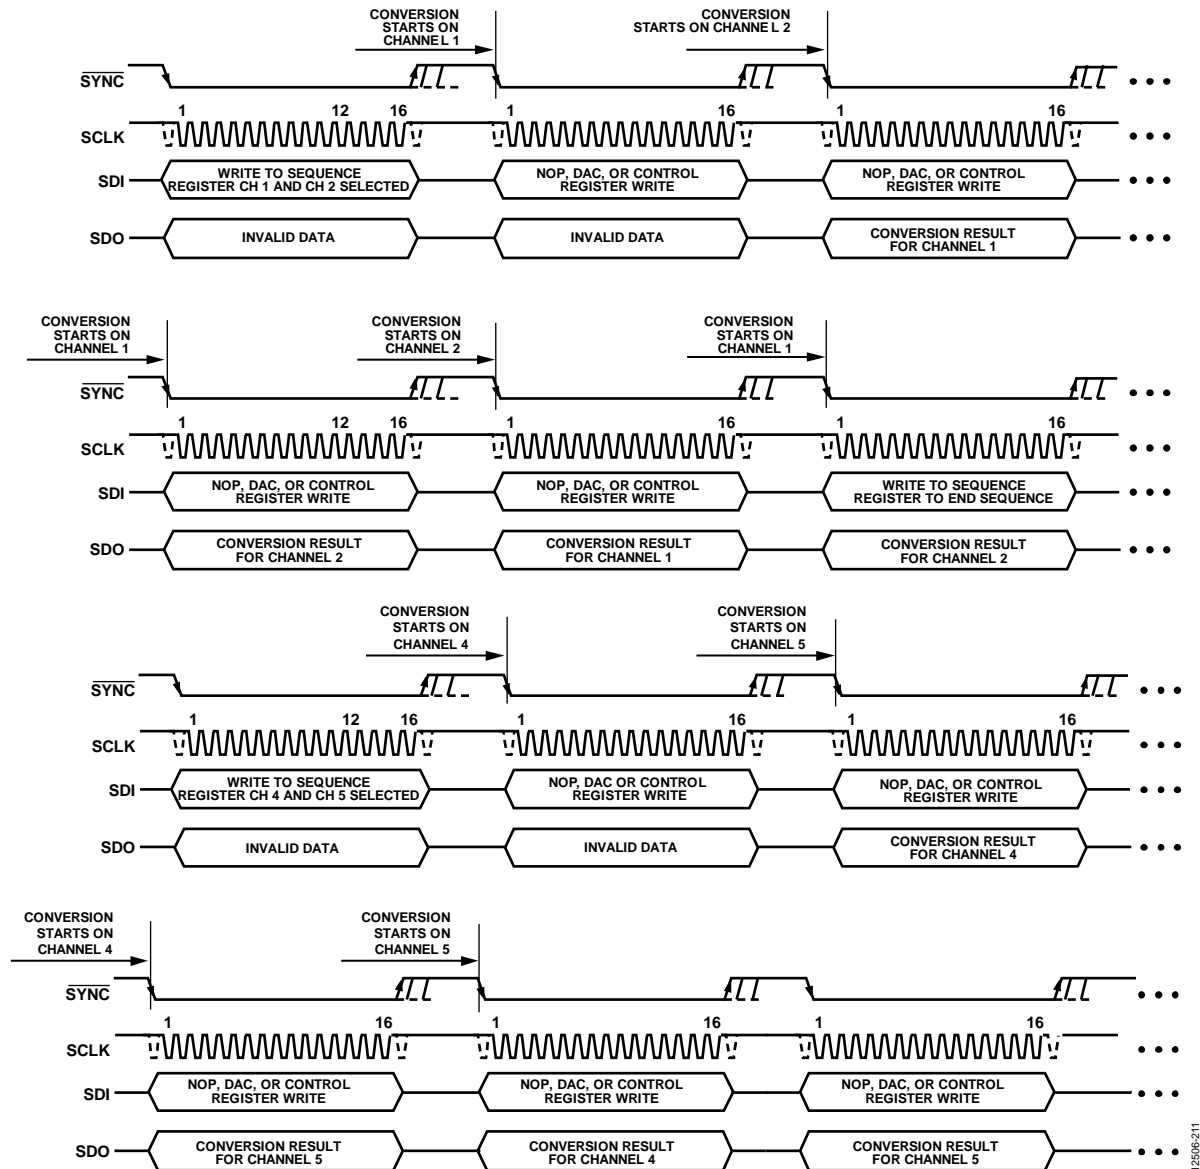 CONVERSION
STARTS ON
CHANNEL 1
CONVERSION
STARTS ON CHANNEL 2
SYNC
1 12 16 1 16 1 16
SCLK
SDI
WRITE TO SEQUENCE
REGISTER CH 1 AND CH 2 SELECTED
NOP, DAC, OR CONTROL
REGISTER WRITE
NOP, DAC, OR CONTROL
REGISTER WRITE
SDO
INVALID DATA
INVALID DATA
CONVERSION RESULT
FOR CHANNEL 1
CONVERSION
STARTS ON
CHANNEL 1
CONVERSION
STARTS ON
CHANNEL 2
CONVERSION
STARTS ON
CHANNEL 1
SYNC
1 12 16 1 16 1 16
SCLK
SDI
NOP, DAC, OR CONTROL
REGISTER WRITE
NOP, DAC, OR CONTROL
REGISTER WRITE
WRITE TO SEQUENCE
REGISTER TO END SEQUENCE
SDO
CONVERSION RESULT
FOR CHANNEL 2
CONVERSION RESULT
FOR CHANNEL 1
CONVERSION RESULT
FOR CHANNEL 2
CONVERSION
STARTS ON
CHANNEL 4
CONVERSION
STARTS ON
CHANNEL 5
SYNC
1 12 16 1 16 1 16
SCLK
SDI
WRITE TO SEQUENCE
REGISTER CH 4 AND CH 5 SELECTED
NOP, DAC OR CONTROL
REGISTER WRITE
NOP, DAC, OR CONTROL
REGISTER WRITE
SDO
INVALID DATA
INVALID DATA
CONVERSION RESULT
FOR CHANNEL 4
CONVERSION
STARTS ON
CHANNEL 4
CONVERSION
STARTS ON
CHANNEL 5
SYNC
1 16 1 16 1 16
SCLK
SDI
NOP, DAC, OR CONTROL
REGISTER WRITE
NOP, DAC, OR CONTROL
REGISTER WRITE
NOP, DAC, OR CONTROL
REGISTER WRITE
SDO
CONVERSION RESULT
FOR CHANNEL 5
CONVERSION RESULT
FOR CHANNEL 4
CONVERSION RESULT
FOR CHANNEL 5